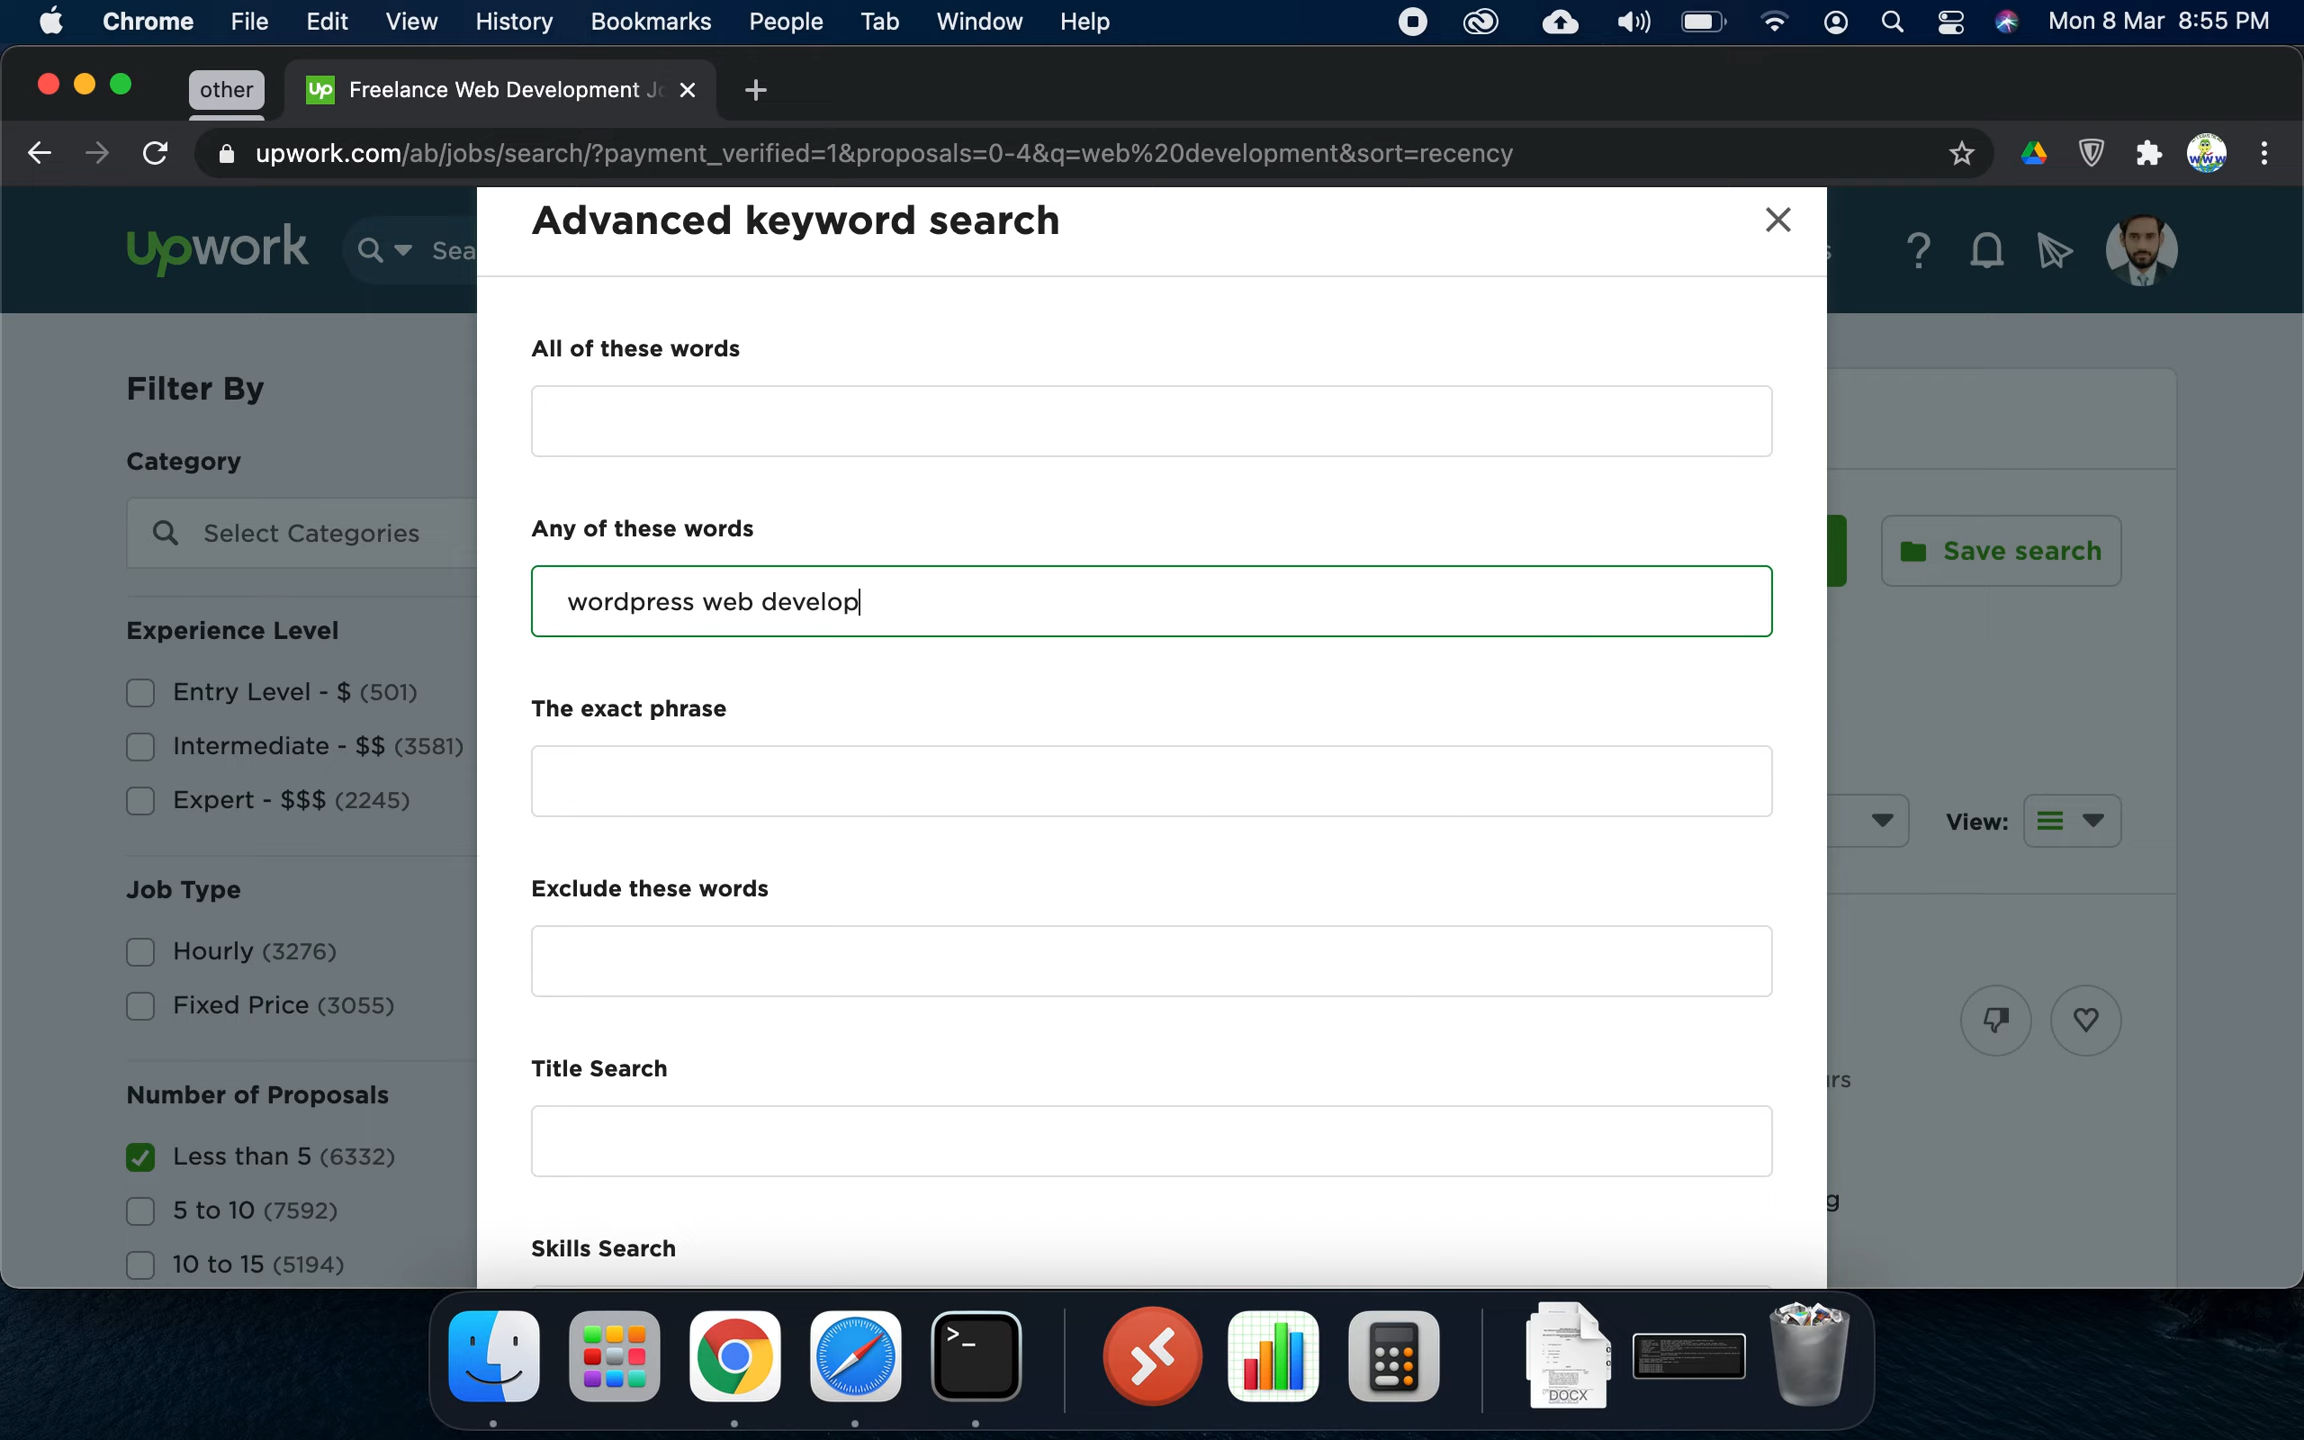 Chrome File Edit View History Bookmarks People Tab Window Help Mon 8 Mar 8:55 PM
other Up Freelance Web Development
upwork.com/ab/jobs/search/?payment_verified=1&proposals=0-4&q=web%20development&sort=recency
Advanced keyword search
upwork Sea
All of these words
Filter By
Category
Select Categories
Any of these words
Save search
wordpress web develop
Experience Level
Entry Level - $ (501)
The exact phrase
Intermediate - $$ (3581)
Expert - $$$ (2245)
View:
Job Type
Exclude these words
Hourly (3276)
Fixed Price (3055)
Title Search
Number of Proposals
Less than 5 (6332)
5 to 10 (7592)
10 to 15 (5194)
Skills Search
DOCX